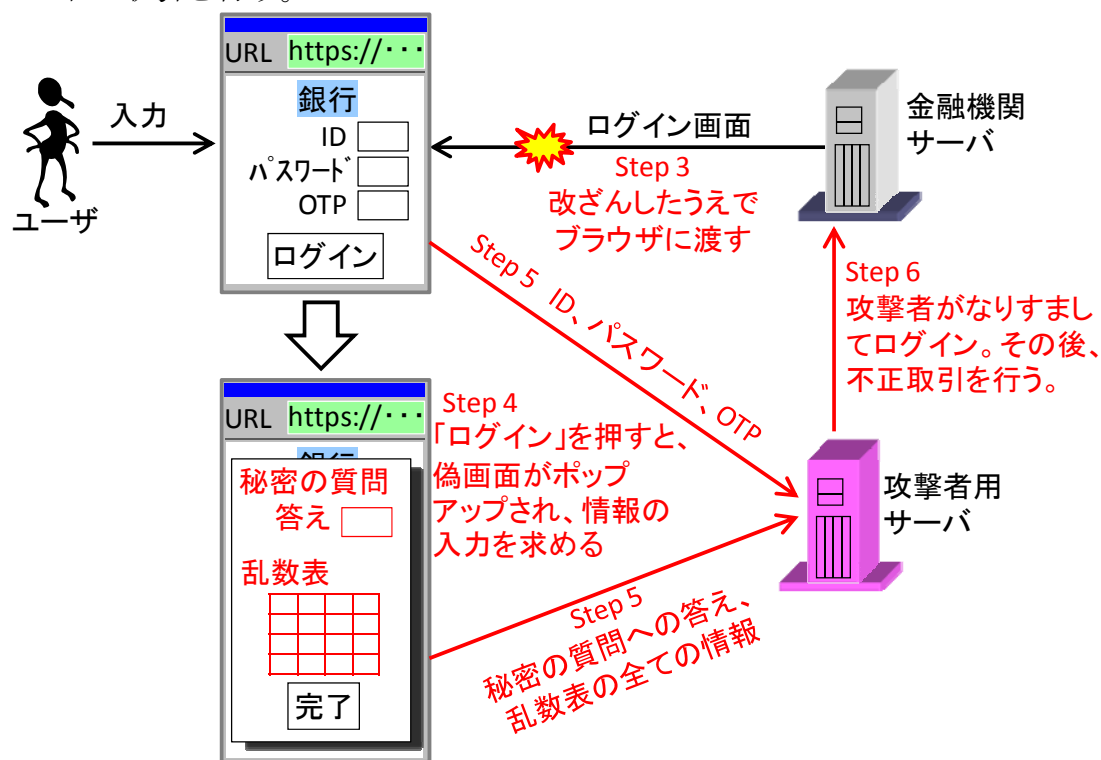 URL https://・・・
銀行
ID
パスワード
OTP
ログイン
入力
ユーザ
ログイン画面
Step 3
改ざんしたうえで
ブラウザに渡す
金融機関
サーバ
Step 5 ID、パスワード、OTP
Step 6
攻撃者がなりすまし
てログイン。その後、
不正取引を行う。
URL https://・・・
秘密の質問
答え
乱数表
完了
Step 4
「ログイン」を押すと、
偽画面がポップ
アップされ、情報の
入力を求める
攻撃者用
サーバ
Step 5
秘密の質問への答え、
乱数表の全ての情報